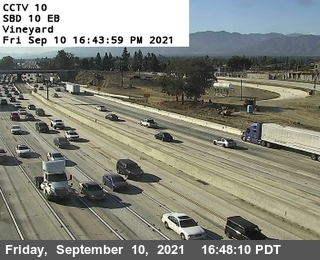 CCTV 10
SBD 10 EB
Vineyard
Fri Sep 10 16:43:59 PM 2021
Friday, September 10, 2021 16:48:10 PDT